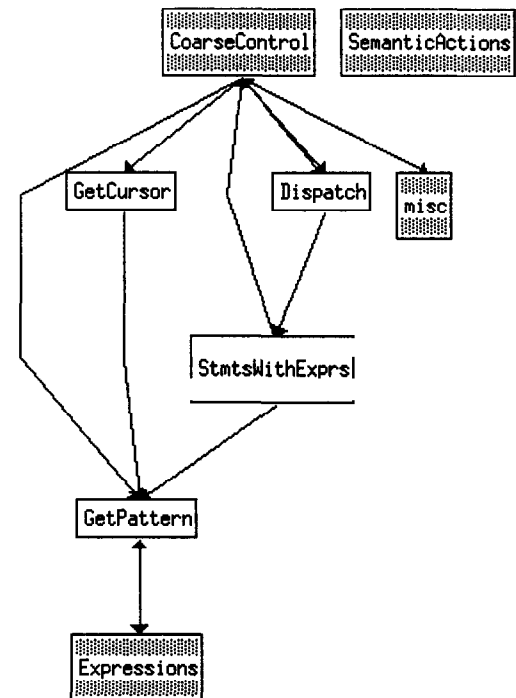 CoarseControl
SemanticActions
GetCursor
Dispatch
misc
StmtsWithExprs
GetPattern
Expressions